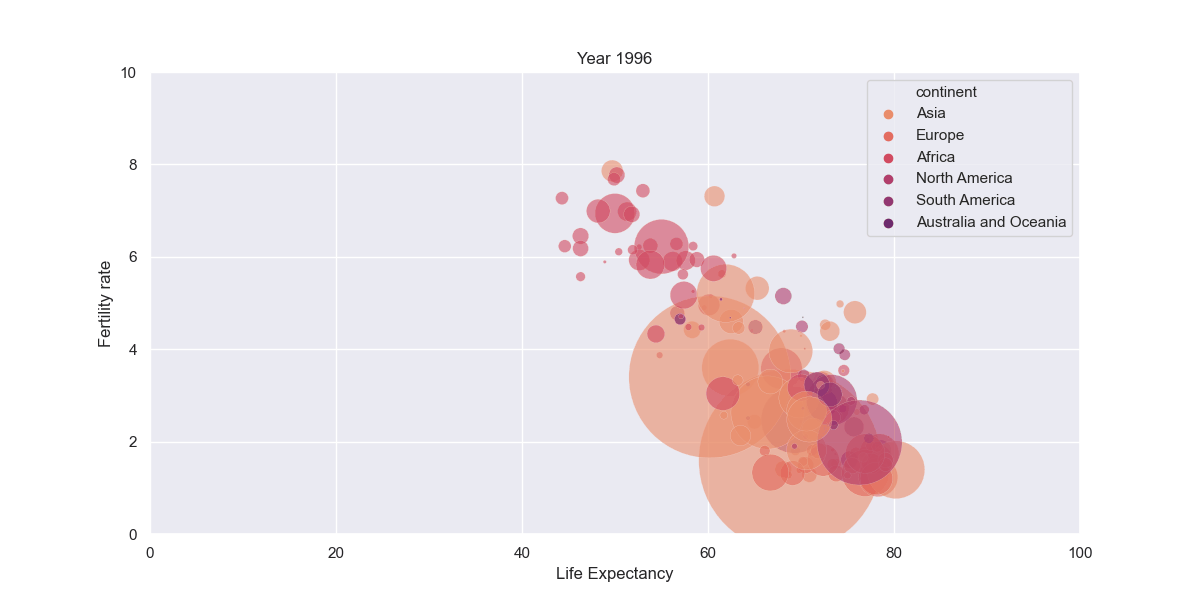 Year 1996
10
8
6
4
2
0
Fertility rate
0 20 40 60 80 100
Life Expectancy
continent
Asia
Europe
Africa
North America
South America
Australia and Oceania